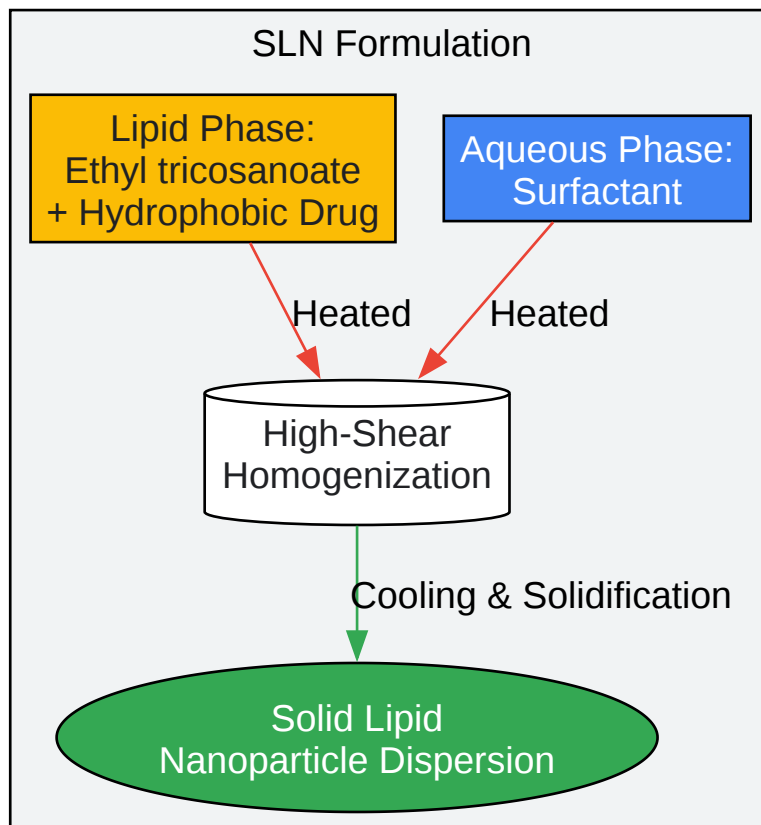 SLN Formulation
Lipid Phase:
Ethyl tricosanoate
+ Hydrophobic Drug
Aqueous Phase:
Surfactant
Heated
Heated
High-Shear
Homogenization
Cooling & Solidification
Solid Lipid
Nanoparticle Dispersion